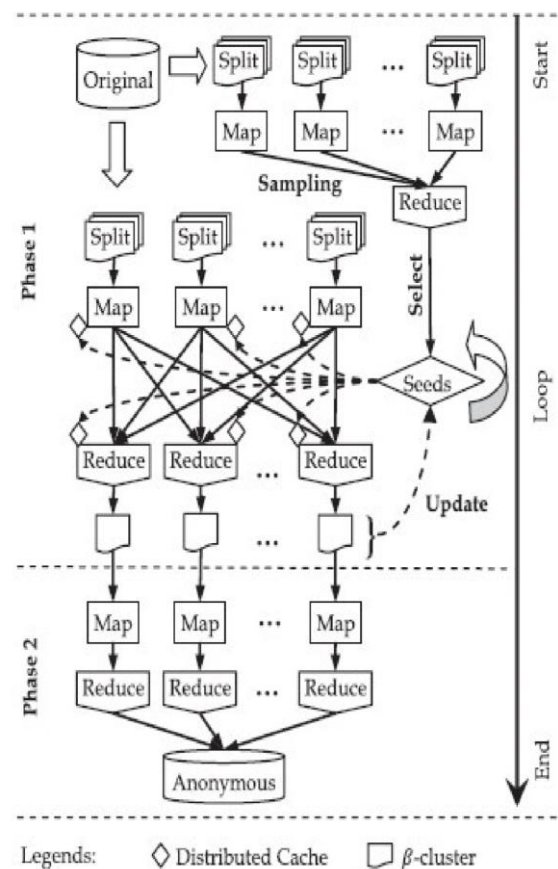 Original
Split
Split
...
Split
Start
Map
Map
...
Map
Sampling
Reduce
Phase 1
Split
Split
...
Split
Select
Map
Map
...
Map
Seeds
Loop
Reduce
Reduce
...
Reduce
Update
...
Phase 2
Map
Map
...
Map
Reduce
Reduce
...
Reduce
Anonymous
End
Legends:
Distributed Cache
β-cluster